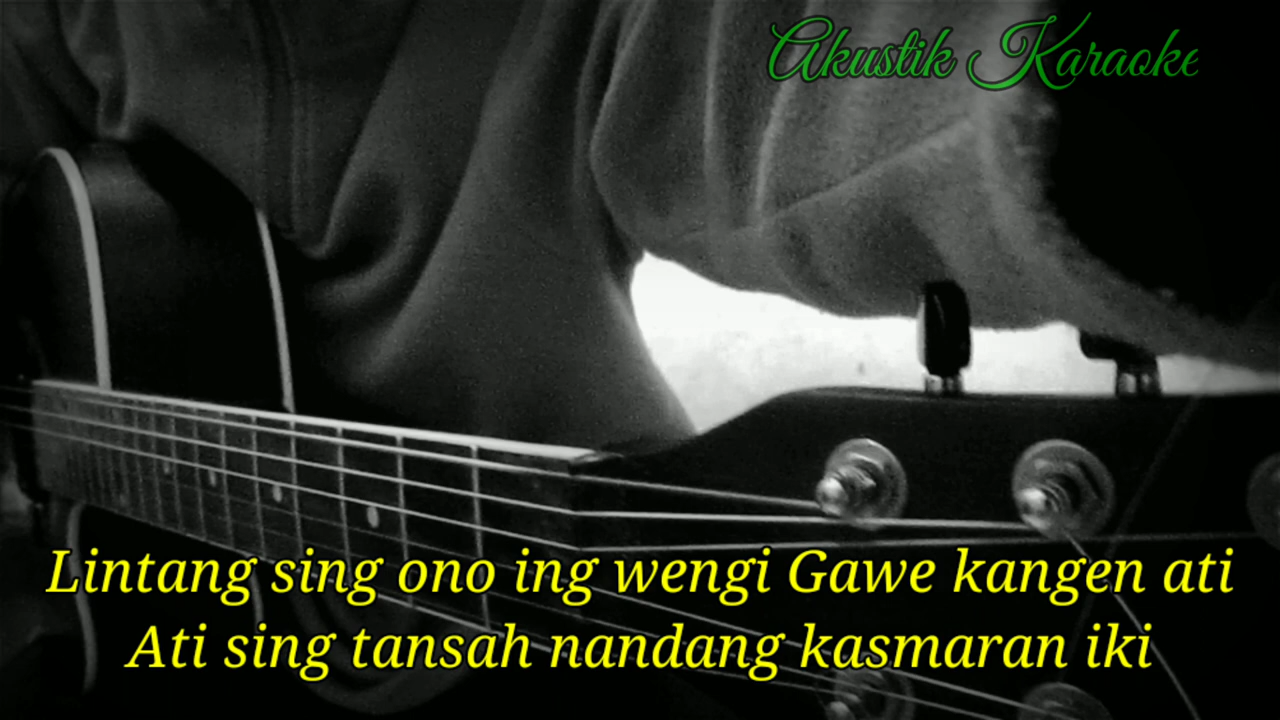 Akustik Karaoke
Lintang sing ono ing wengi Gawe kangen ati
Ati sing tansah nandang kasmaran iki